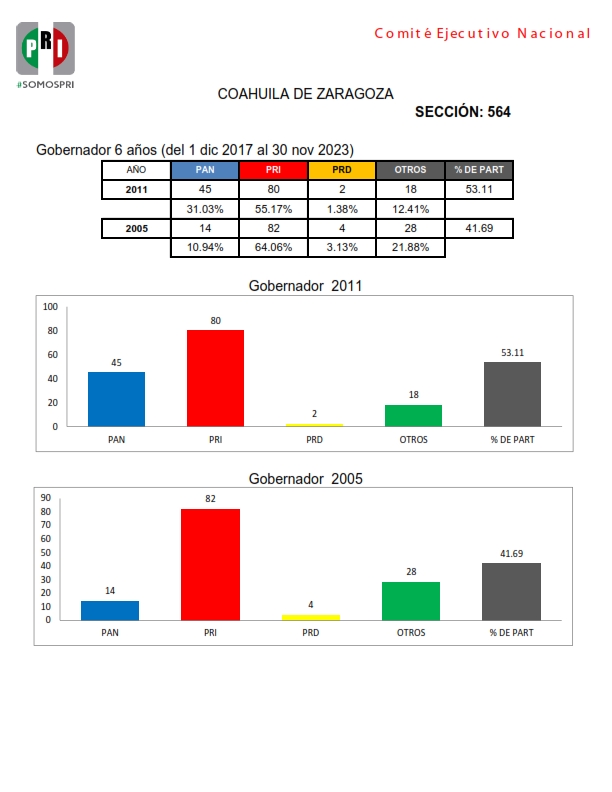 PRI
#SOMOSPRI
Comité Ejecutivo Nacional
COAHUILA DE ZARAGOZA
SECCIÓN: 564
Gobernador 6 años (del 1 dic 2017 al 30 nov 2023)
AÑO PAN PRI PRD OTROS % DE PART
2011 45 80 2 18 53.11
31.03% 55.17% 1.38% 12.41%
2005 14 82 4 28 41.69
10.94% 64.06% 3.13% 21.88%
Gobernador 2011
100
80
60
40
20
0
45 80 2 18 53.11
PAN PRI PRD OTROS % DE PART
Gobernador 2005
90
80
70
60
50
40
30
20
10
0
14 82 4 28 41.69
PAN PRI PRD OTROS % DE PART